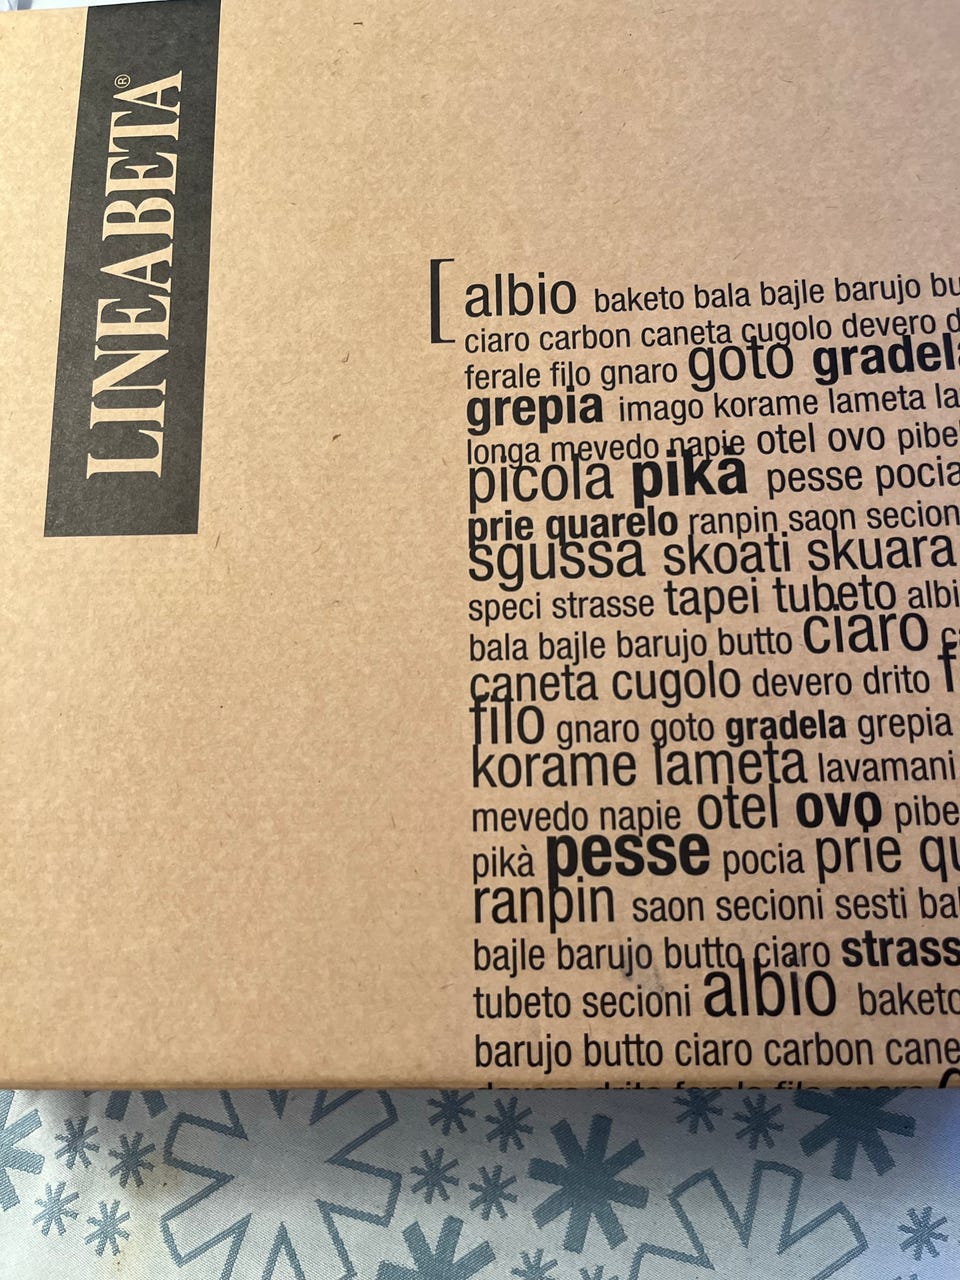 LINEABETA®
[albio baketo bala bajle barujo
ciaro carbon caneta cugolo devero
ferale filo gnaro goto
grepia imago korame lameta
longa mevedo napie otel ovo
picola pikà pesse pocia
prie quarelo ranpin saon secion
sgussa skoati skuara
speci strasse tapei tubeto
bala bajle barujo butto ciaro
caneta cugolo devero drito
filo gnaro goto gradela grepia
korame lameta lavamani
mevedo napie otel ovo
pikà pesse pocia prie
ranpin saon secioni sesti
bajle barujo butto ciaro
tubeto secioni albio baketo
barujo butto ciaro carbon